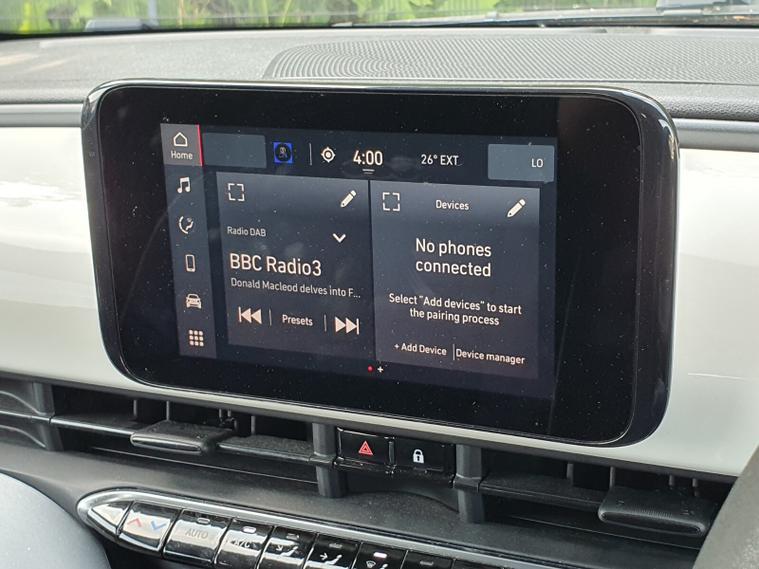 Home
4:00
26° EXT
LO
Radio DAB
BBC Radio3
Donald Macleod delves into F...
Presets
Devices
No phones
connected
Select "Add devices" to start
the pairing process
+ Add Device
Device manager
AUTO
A/C